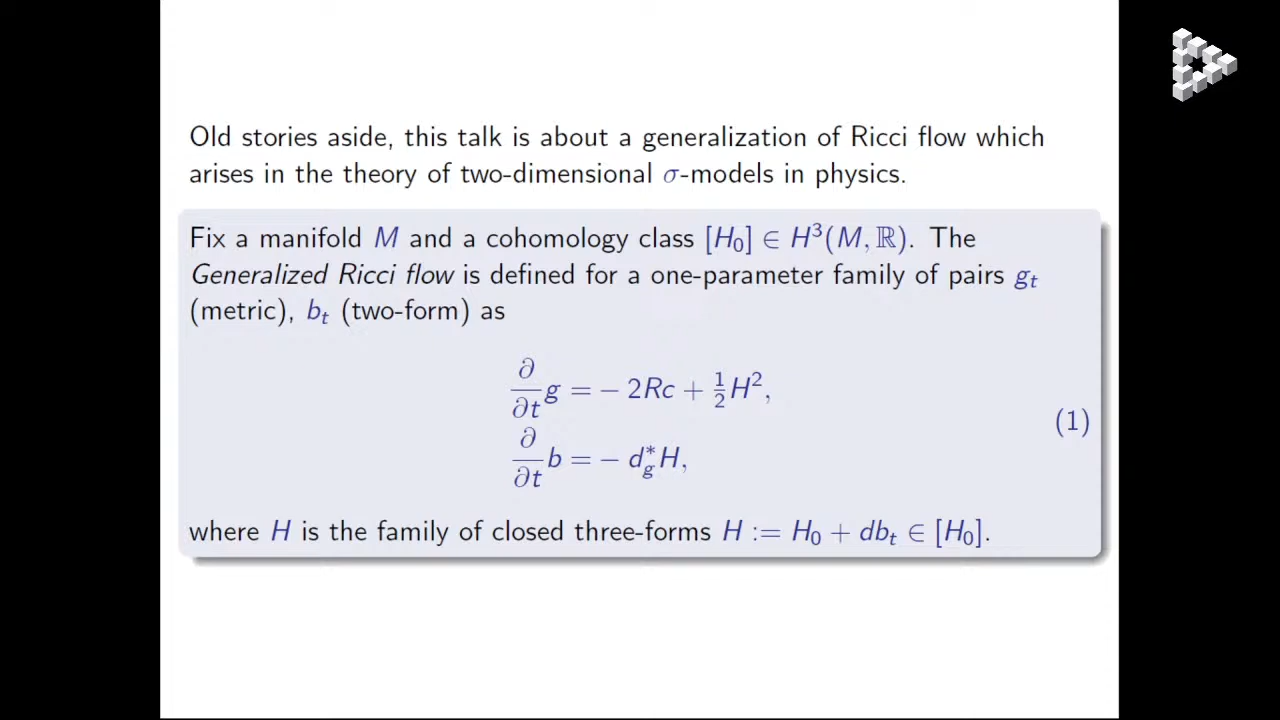 Old stories aside, this talk is about a generalization of Ricci flow which
arises in the theory of two-dimensional σ-models in physics.
Fix a manifold M and a cohomology class [H₀] ∈ H³(M, ℝ). The
Generalized Ricci flow is defined for a one-parameter family of pairs gₜ
(metric), bₜ (two-form) as
∂/∂t g = − 2Rc + ½H²,
(1)
∂/∂t b = − d*_g H,
where H is the family of closed three-forms H := H₀ + dbₜ ∈ [H₀].